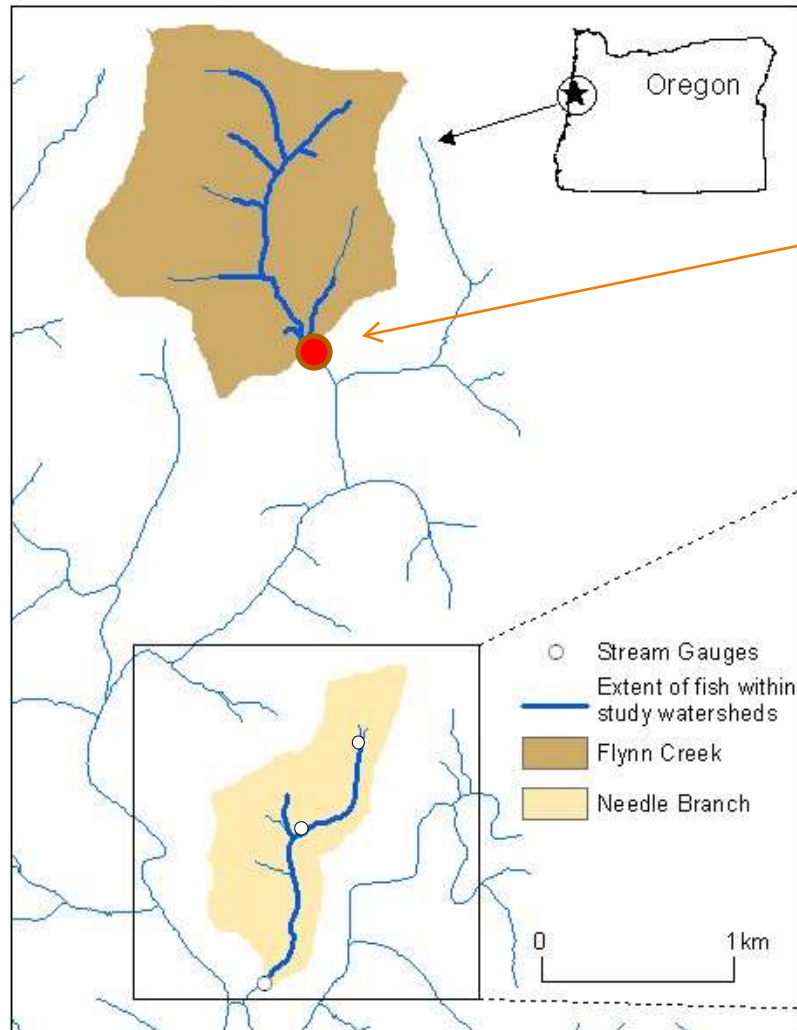 Oregon
Stream Gauges
Extent of fish within
study watersheds
Flynn Creek
Needle Branch
0 1 km